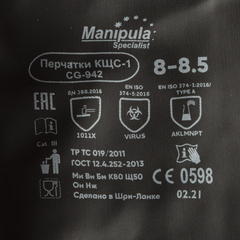 Manipula
Specialist
Перчатки КЩС-1
CG-942
8-8.5
EAC
EN 388:2016
EN ISO 374-5:2016
EN ISO 374-1:2016/
TYPE A
1011X
VIRUS
AKLMNPT
Cat. III
ТР ТС 019/2011
ГОСТ 12.4.252-2013
Ми Вн Бм К80 Щ50
Он Нж
Сделано в Шри-Ланке
CE 0598
02.21